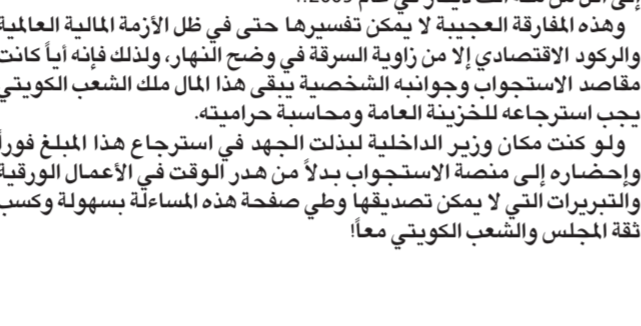 وهذه المفارقة العجيبة لا يمكن تفسيرها حتى في ظل الأزمة المالية العالمية
والركود الاقتصادي إلا من زاوية السرقة في وضح النهار، ولذلك فإنه أياً كانت
مقاصد الاستجواب وجوانبه الشخصية يبقى هذا المال ملك الشعب الكويتي
يجب استرجاعه للخزينة العامة ومحاسبة حراميته.
ولو كنت مكان وزير الداخلية لبذلت الجهد في استرجاع هذا المبلغ فوراً
وإحضاره إلى منصة الاستجواب بدلاً من هدر الوقت في الأعمال الورقية
والتبريرات التي لا يمكن تصديقها وطي صفحة هذه المساءلة بسهولة وكسب
ثقة المجلس والشعب الكويتي معاً!